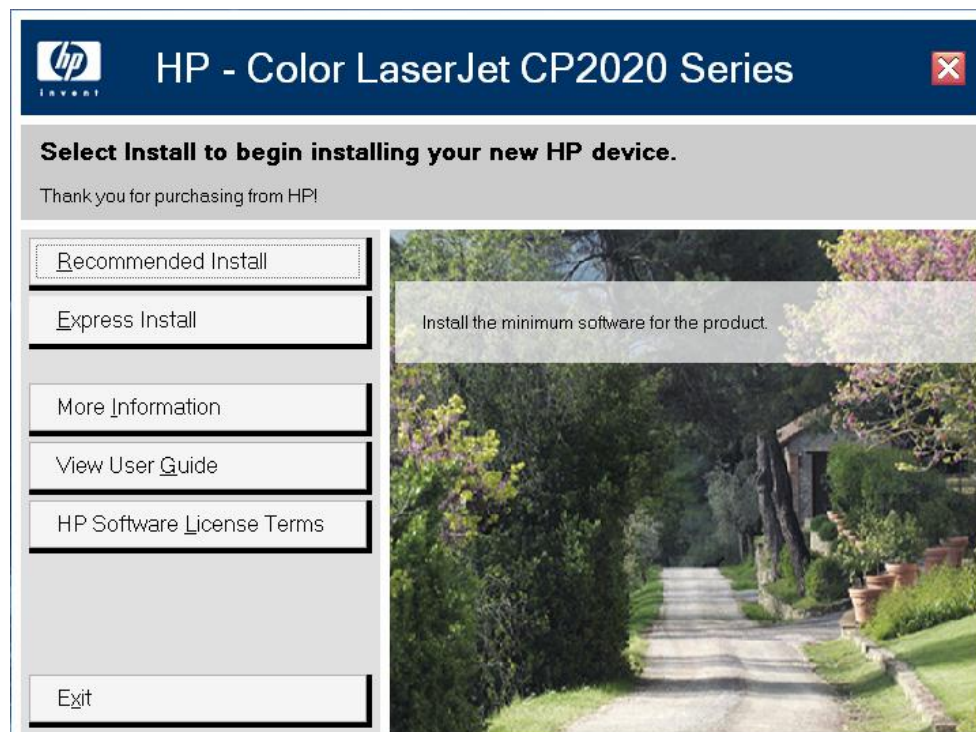 hp
invent
HP - Color LaserJet CP2020 Series
Select Install to begin installing your new HP device.
Thank you for purchasing from HP!
Recommended Install
Express Install
Install the minimum software for the product.
More Information
View User Guide
HP Software License Terms
Exit